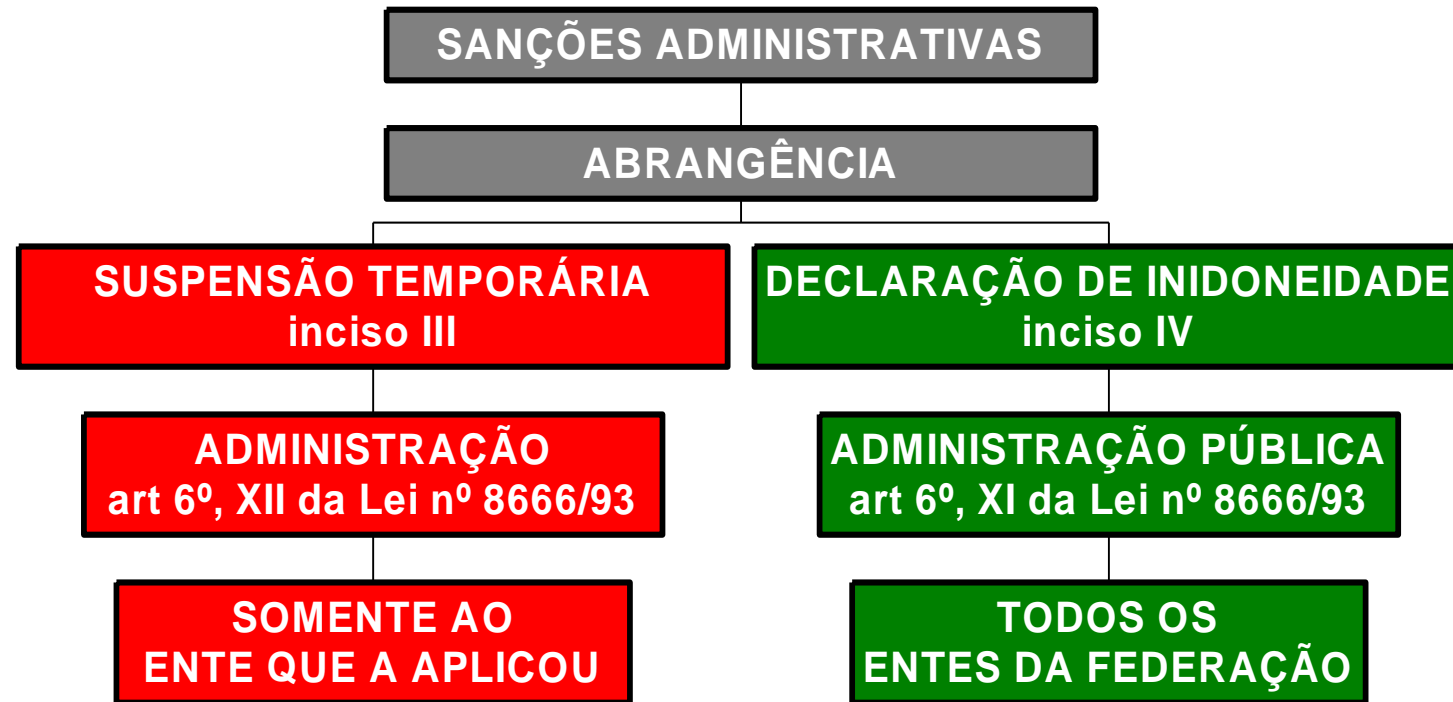 SANÇÕES ADMINISTRATIVAS
ABRANGÊNCIA
SUSPENSÃO TEMPORÁRIA
inciso III
DECLARAÇÃO DE INIDONEIDADE
inciso IV
ADMINISTRAÇÃO
art 6º, XII da Lei nº 8666/93
ADMINISTRAÇÃO PÚBLICA
art 6º, XI da Lei nº 8666/93
SOMENTE AO
ENTE QUE A APLICOU
TODOS OS
ENTES DA FEDERAÇÃO